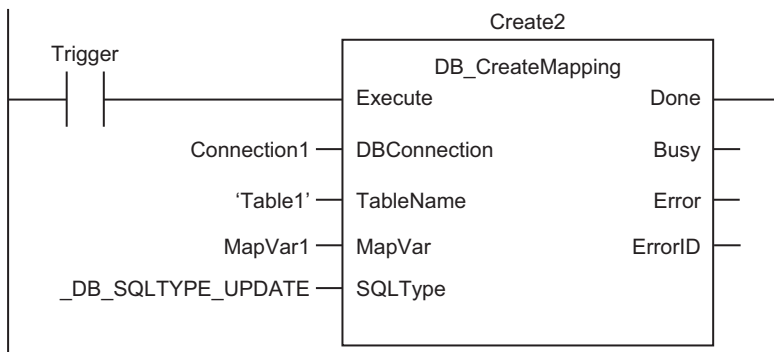 Create2
Trigger
DB_CreateMapping
Execute Done
Connection1 DBConnection Busy
‘Table1’ TableName Error
MapVar1 MapVar ErrorID
_DB_SQLTYPE_UPDATE SQLType